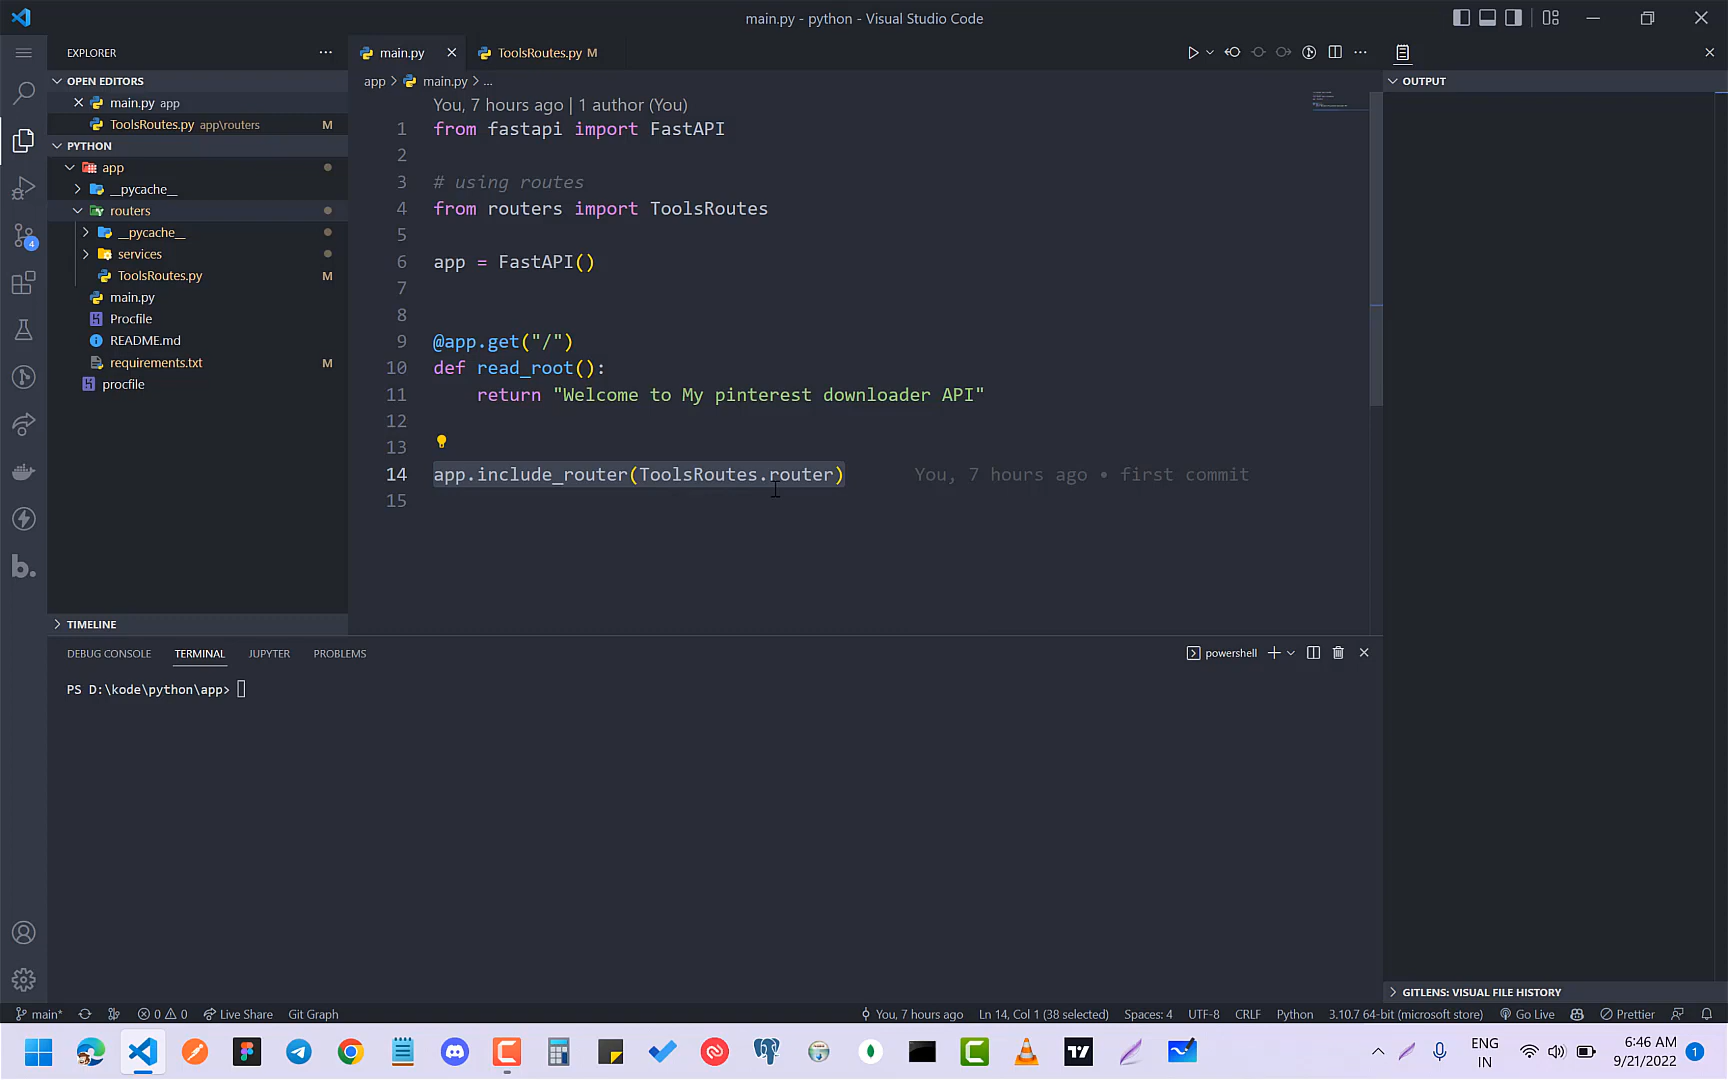 main.py - python - Visual Studio Code
EXPLORER
OPEN EDITORS
main.py app
ToolsRoutes.py app\routers M
PYTHON
app
__pycache__
routers
__pycache__
services
ToolsRoutes.py M
main.py
Procfile
README.md
requirements.txt M
procfile
TIMELINE
main.py
ToolsRoutes.py M
app > main.py > ...
You, 7 hours ago | 1 author (You)
1 from fastapi import FastAPI
2
3 # using routes
4 from routers import ToolsRoutes
5
6 app = FastAPI()
7
8
9 @app.get("/")
10 def read_root():
11 return "Welcome to My pinterest downloader API"
12
13
14 app.include_router(ToolsRoutes.router) You, 7 hours ago • first commit
15
OUTPUT
GITLENS: VISUAL FILE HISTORY
DEBUG CONSOLE TERMINAL JUPYTER PROBLEMS
powershell
PS D:\kode\python\app>
4
b.
main* 0 0 Live Share Git Graph
You, 7 hours ago Ln 14, Col 1 (38 selected) Spaces: 4 UTF-8 CRLF Python 3.10.7 64-bit (microsoft store) Go Live Prettier
ENG
IN
6:46 AM
9/21/2022
1